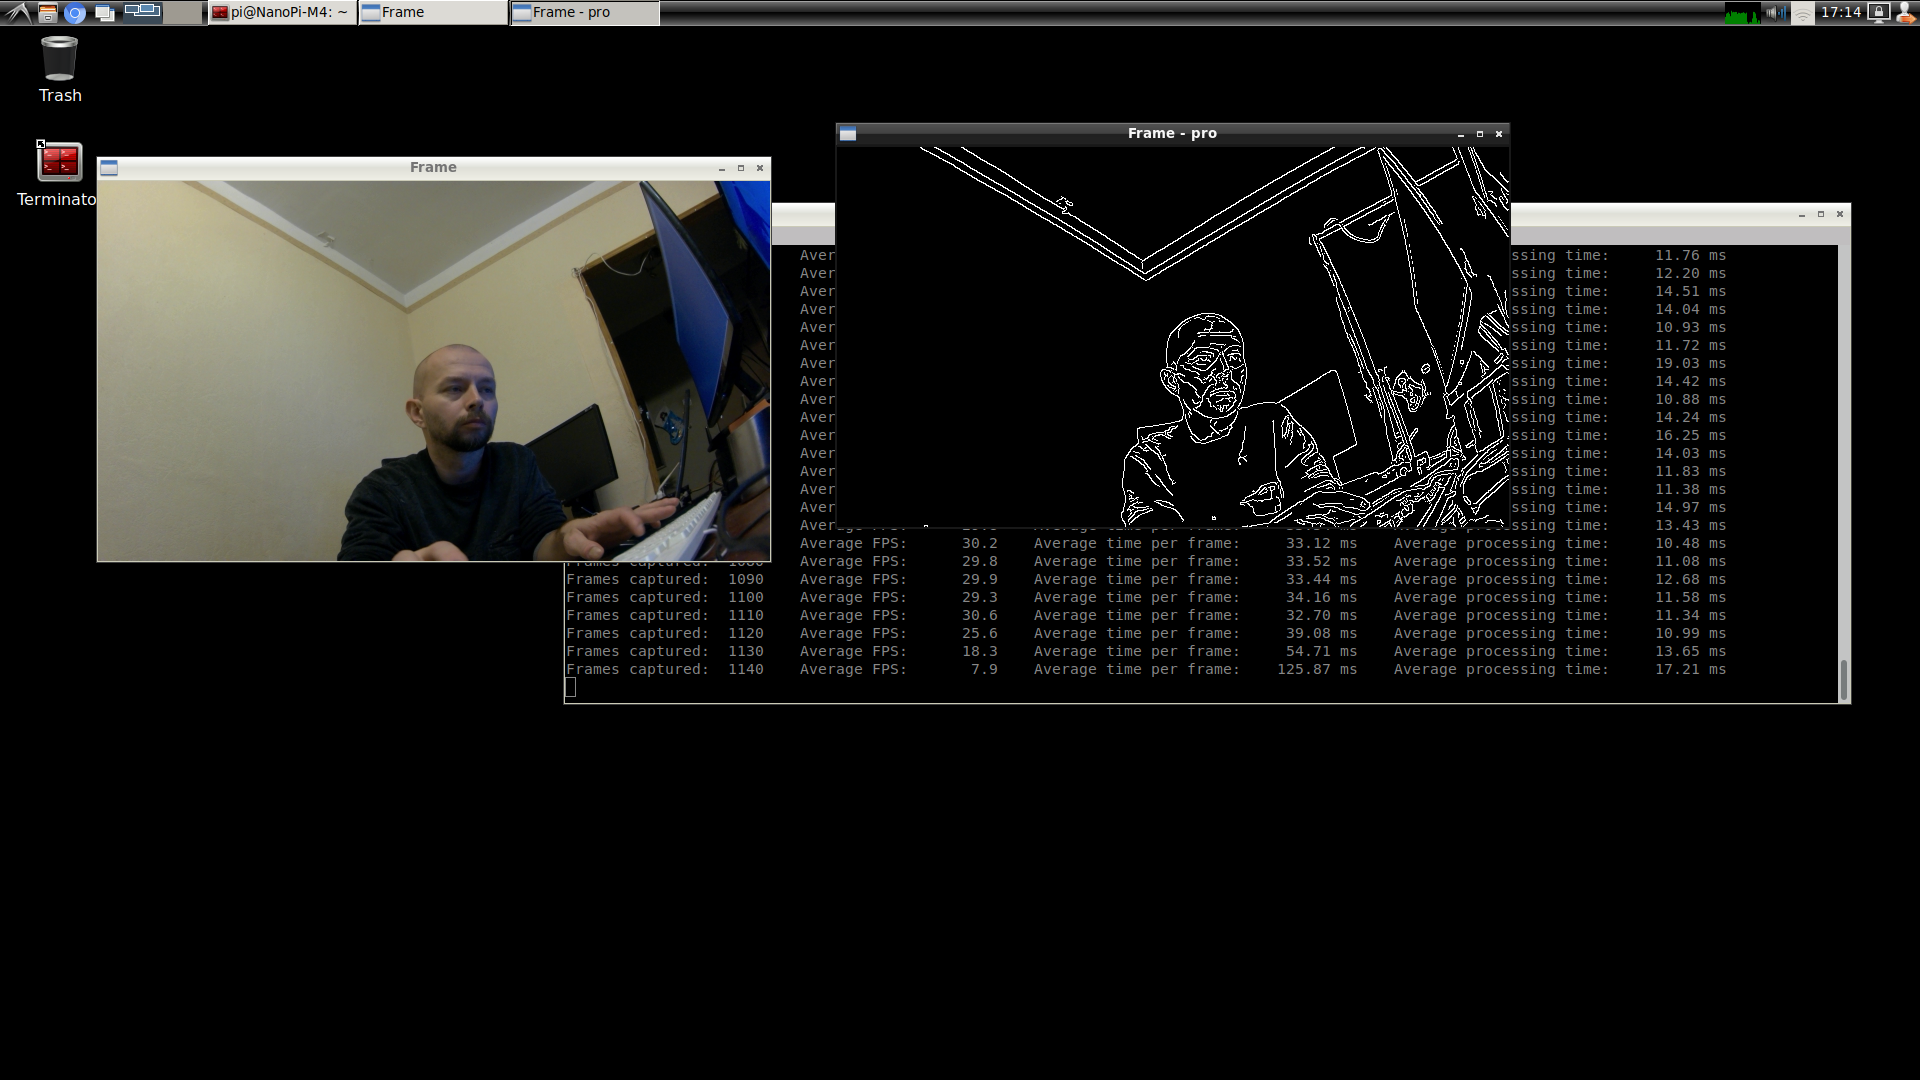 pi@NanoPi-M4: ~
Frame
Frame - pro
17:14
Trash
Terminato
Frame
Frame - pro
Aver ssing time: 11.76 ms
Aver ssing time: 12.20 ms
Aver ssing time: 14.51 ms
Aver ssing time: 14.04 ms
Aver ssing time: 10.93 ms
Aver ssing time: 11.72 ms
Aver ssing time: 19.03 ms
Aver ssing time: 14.42 ms
Aver ssing time: 10.88 ms
Aver ssing time: 14.24 ms
Aver ssing time: 16.25 ms
Aver ssing time: 14.03 ms
Aver ssing time: 11.83 ms
Aver ssing time: 11.38 ms
Aver ssing time: 14.97 ms
Average FPS: Average time per frame: ms Average processing time: 13.43 ms
Average FPS: 30.2 Average time per frame: 33.12 ms Average processing time: 10.48 ms
Frames captured: 1080 Average FPS: 29.8 Average time per frame: 33.52 ms Average processing time: 11.08 ms
Frames captured: 1090 Average FPS: 29.9 Average time per frame: 33.44 ms Average processing time: 12.68 ms
Frames captured: 1100 Average FPS: 29.3 Average time per frame: 34.16 ms Average processing time: 11.58 ms
Frames captured: 1110 Average FPS: 30.6 Average time per frame: 32.70 ms Average processing time: 11.34 ms
Frames captured: 1120 Average FPS: 25.6 Average time per frame: 39.08 ms Average processing time: 10.99 ms
Frames captured: 1130 Average FPS: 18.3 Average time per frame: 54.71 ms Average processing time: 13.65 ms
Frames captured: 1140 Average FPS: 7.9 Average time per frame: 125.87 ms Average processing time: 17.21 ms